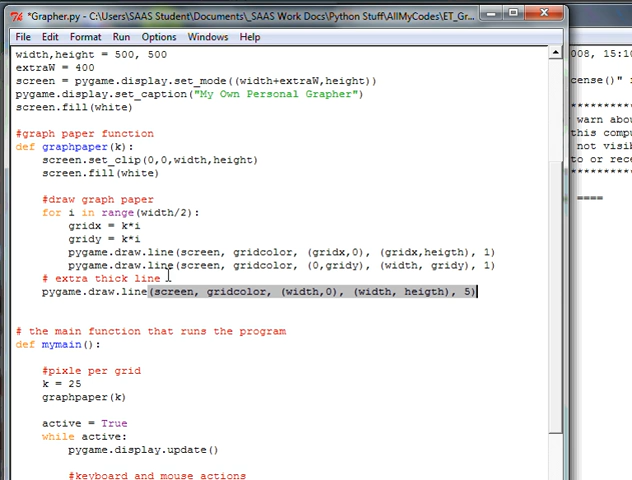 *Grapher.py - C:\Users\SAAS Student\Documents\_SAAS Work Docs\Python Stuff\AllMyCodes\ET_Gr...
File Edit Format Run Options Windows Help
width,height = 500, 500
extraW = 400
screen = pygame.display.set_mode((width+extraW,height))
pygame.display.set_caption("My Own Personal Grapher")
screen.fill(white)
#graph paper function
def graphpaper(k):
screen.set_clip(0,0,width,height)
screen.fill(white)
#draw graph paper
for i in range(width/2):
gridx = k*i
gridy = k*i
pygame.draw.line(screen, gridcolor, (gridx,0), (gridx,heigth), 1)
pygame.draw.line(screen, gridcolor, (0,gridy), (width, gridy), 1)
# extra thick line
pygame.draw.line(screen, gridcolor, (width,0), (width, heigth), 5)
# the main function that runs the program
def mymain():
#pixle per grid
k = 25
graphpaper(k)
active = True
while active:
pygame.display.update()
#keyboard and mouse actions
008, 15:10
cense()"
*************
warn abou
this compu
not visib
to or rece
*************
====